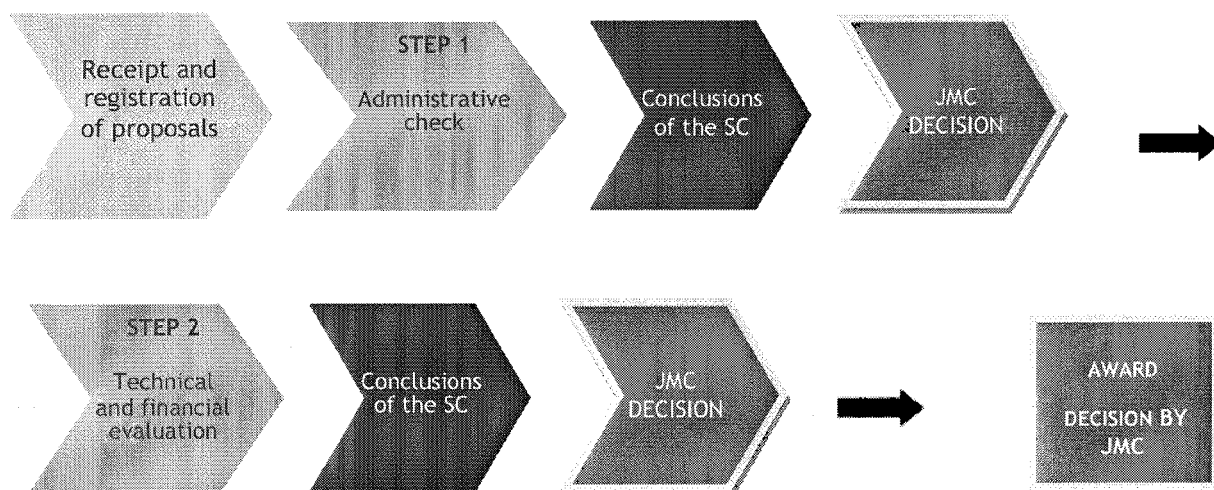 Receipt and
registration
of proposals
STEP 1
Administrative
check
Conclusions
of the SC
JMC
DECISION
STEP 2
Technical
and financial
evaluation
Conclusions
of the SC
JMC
DECISION
AWARD
DECISION BY
JMC